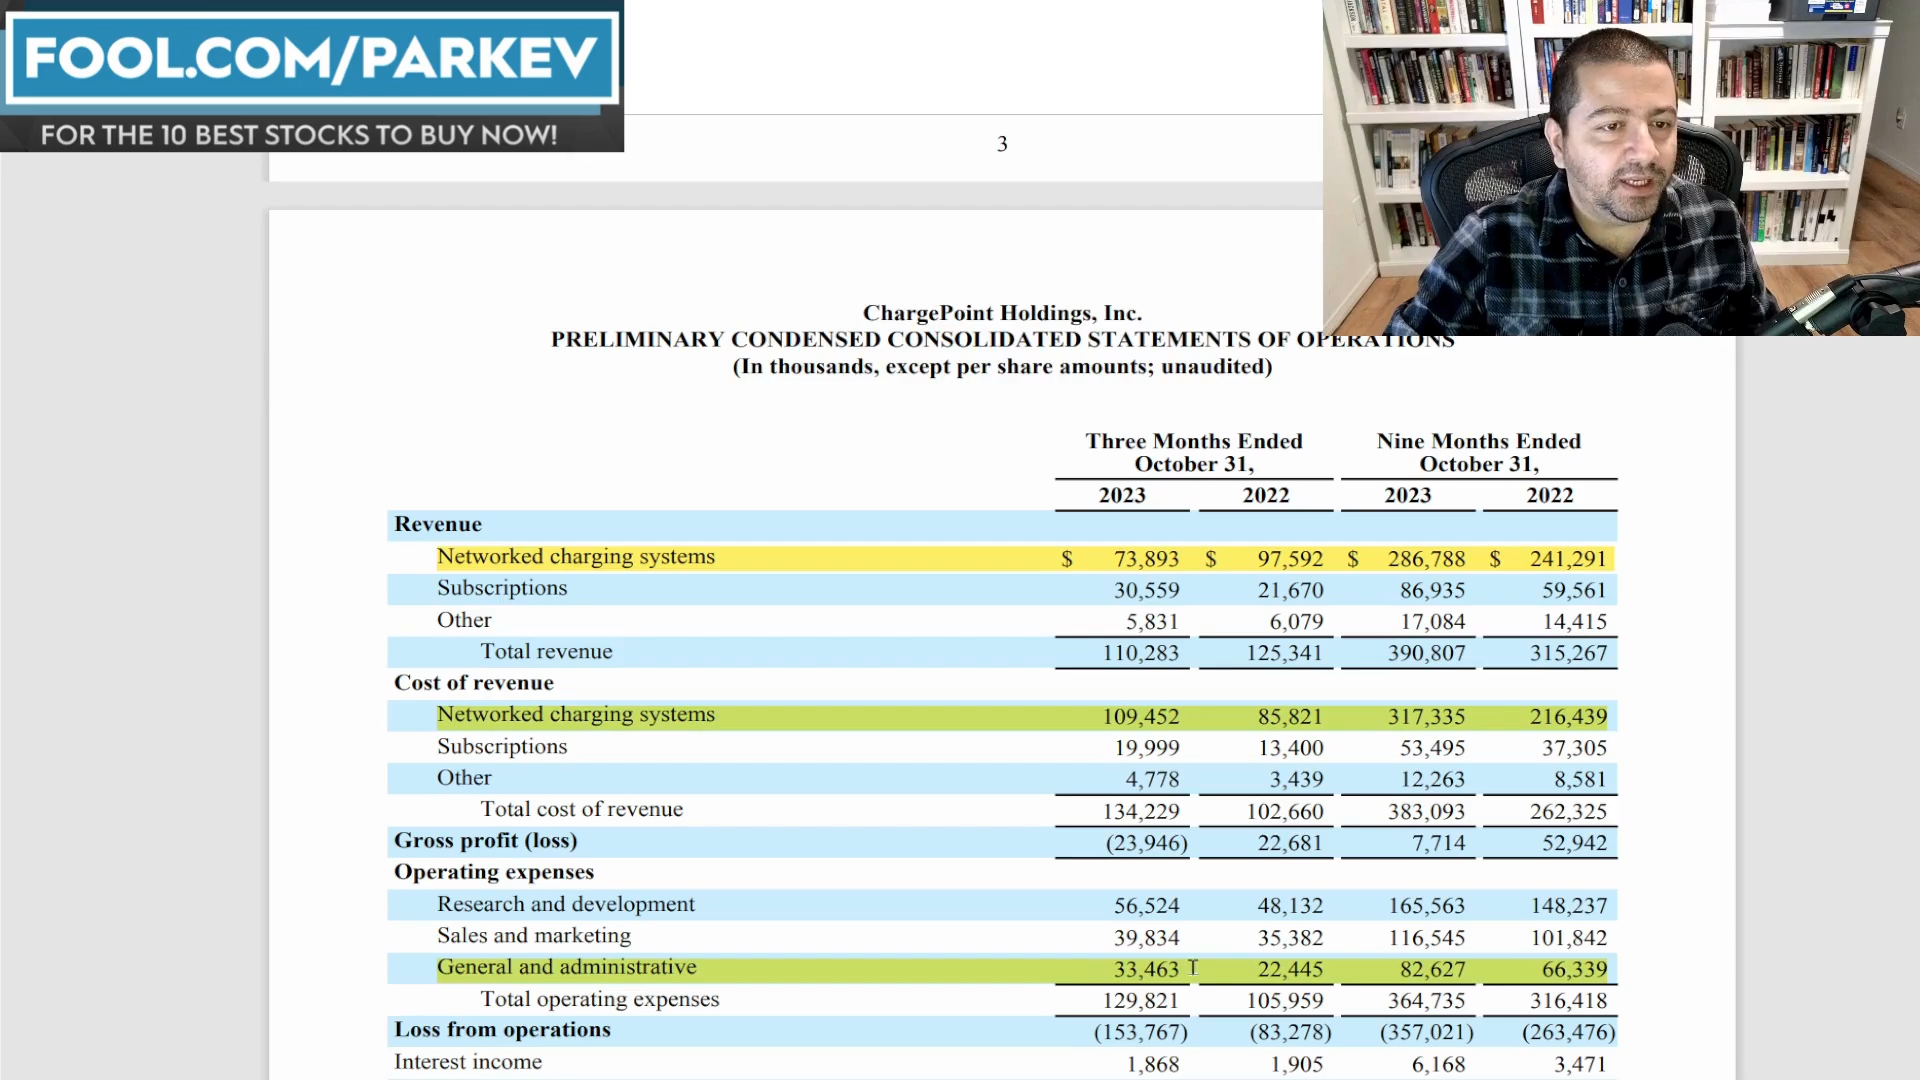 FOOL.COM/PARKEV
FOR THE 10 BEST STOCKS TO BUY NOW!
3
ChargePoint Holdings, Inc.
PRELIMINARY CONDENSED CONSOLIDATED STATEMENTS OF OPERATIONS
(In thousands, except per share amounts; unaudited)
Three Months Ended October 31, Nine Months Ended October 31,
2023 2022 2023 2022
Revenue
Networked charging systems $ 73,893 $ 97,592 $ 286,788 $ 241,291
Subscriptions 30,559 21,670 86,935 59,561
Other 5,831 6,079 17,084 14,415
Total revenue 110,283 125,341 390,807 315,267
Cost of revenue
Networked charging systems 109,452 85,821 317,335 216,439
Subscriptions 19,999 13,400 53,495 37,305
Other 4,778 3,439 12,263 8,581
Total cost of revenue 134,229 102,660 383,093 262,325
Gross profit (loss) (23,946) 22,681 7,714 52,942
Operating expenses
Research and development 56,524 48,132 165,563 148,237
Sales and marketing 39,834 35,382 116,545 101,842
General and administrative 33,463 22,445 82,627 66,339
Total operating expenses 129,821 105,959 364,735 316,418
Loss from operations (153,767) (83,278) (357,021) (263,476)
Interest income 1,868 1,905 6,168 3,471